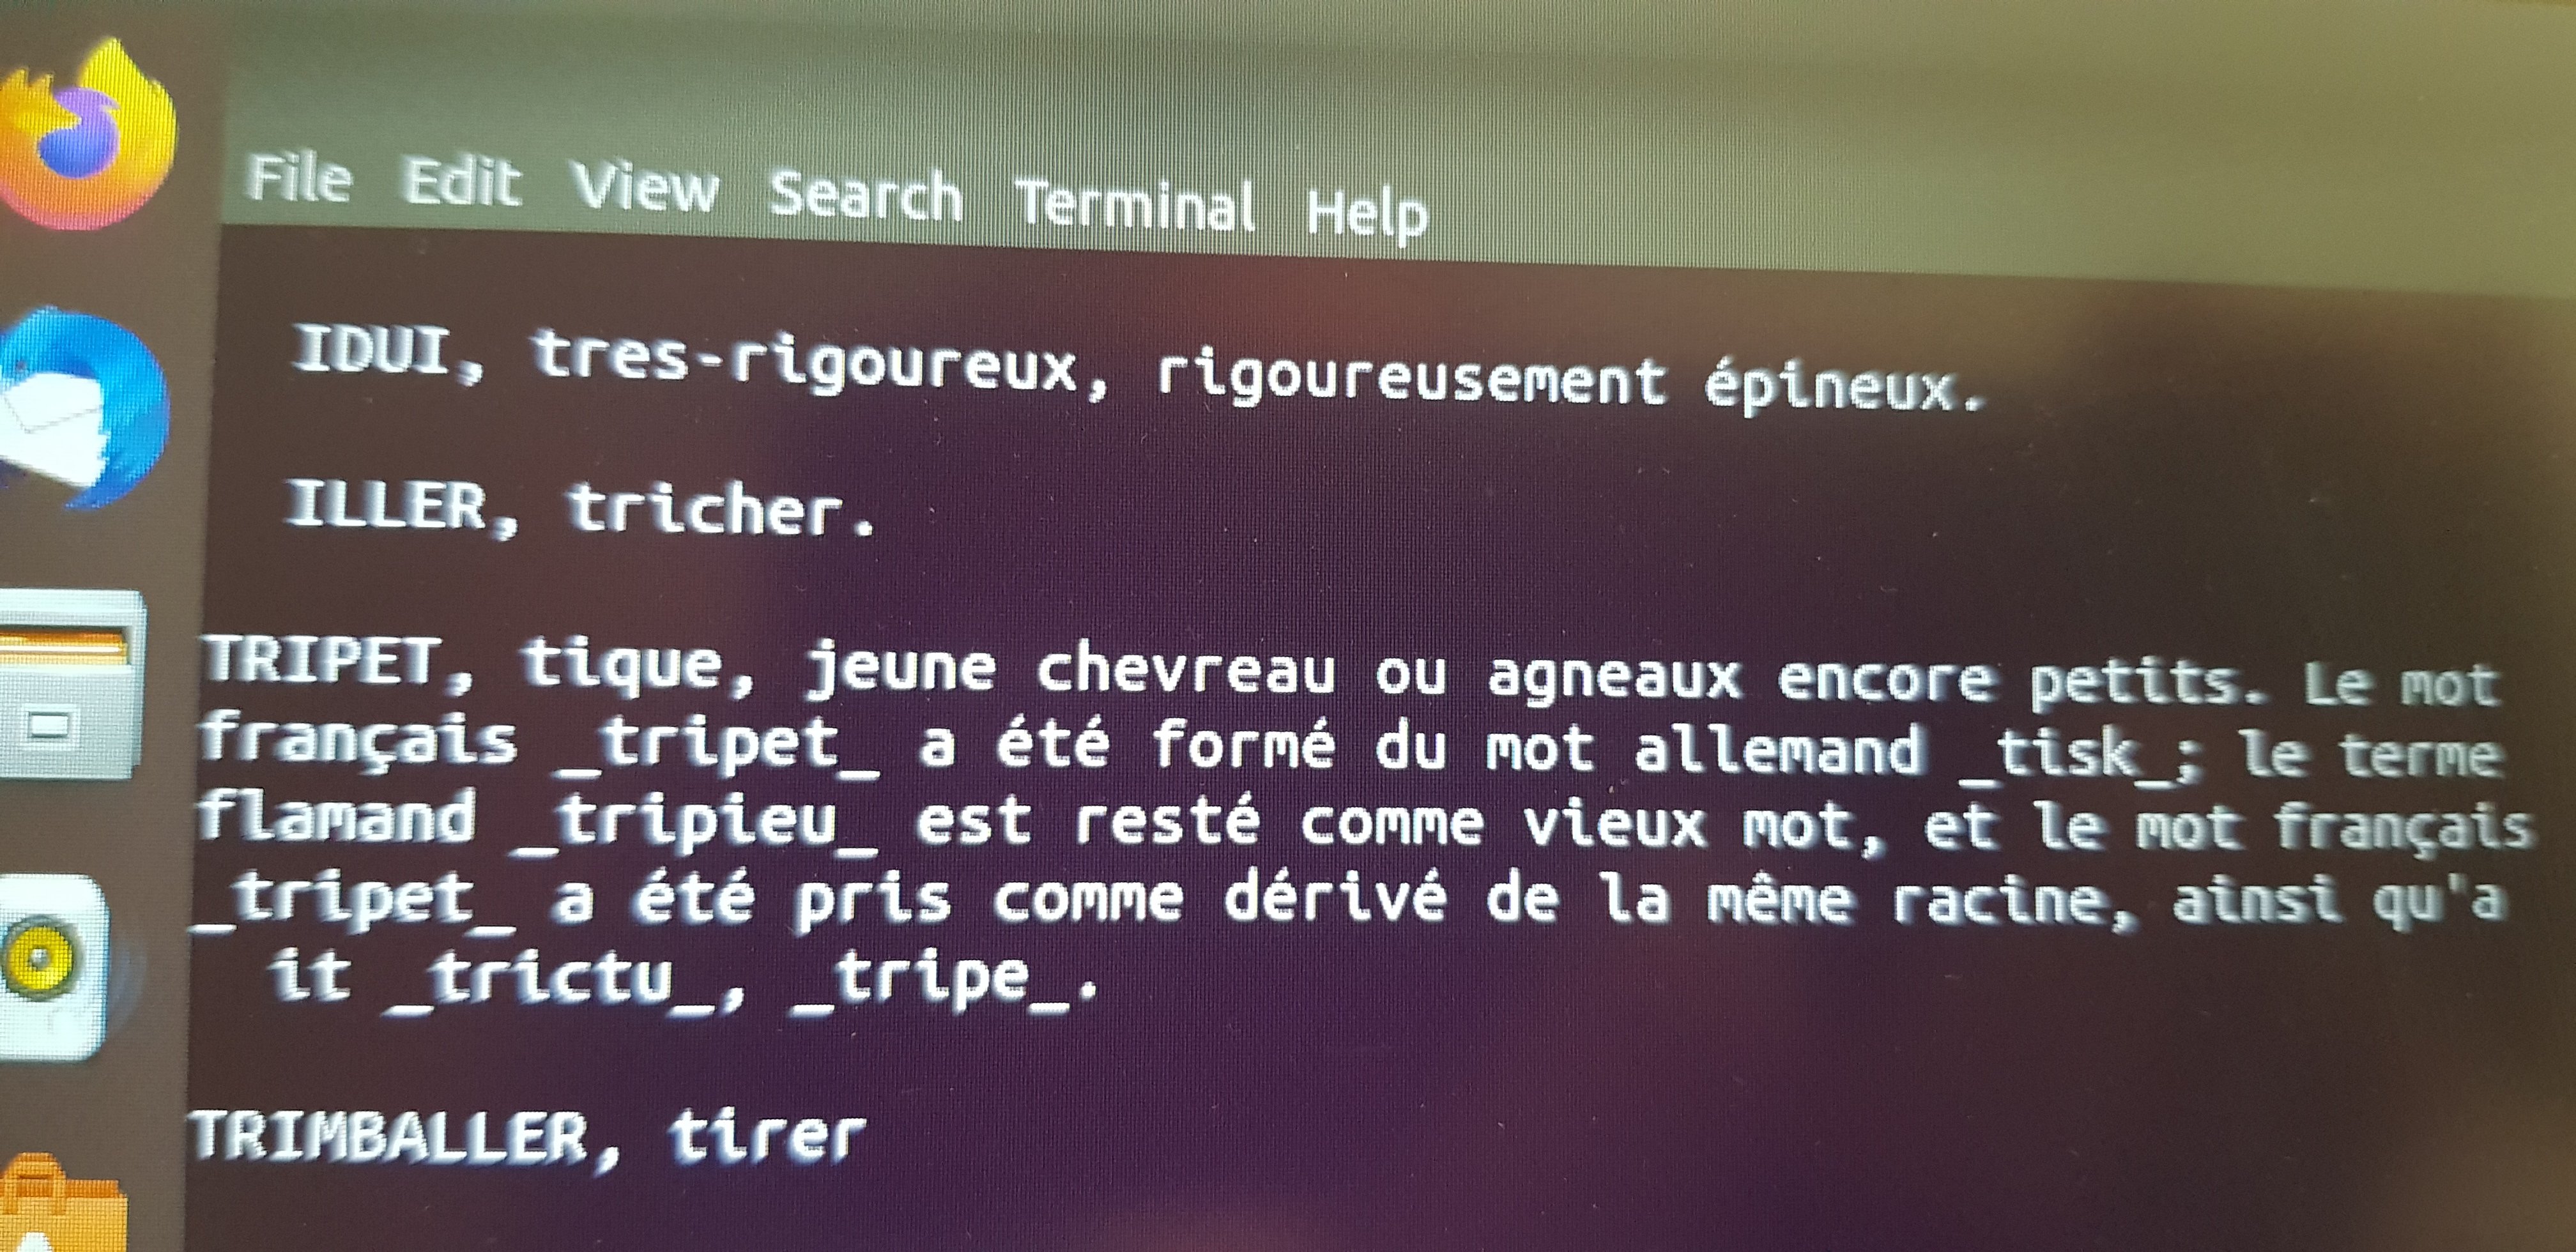 File Edit View Search Terminal Help
IDUI, tres-rigoureux, rigoureusement épineux.
ILLER, tricher.
TRIPET, tique, jeune chevreau ou agneaux encore petits. Le mot
français _tripet_ a été formé du mot allemand _tisk_; le terme
flamand _tripieu_ est resté comme vieux mot, et le mot français
_tripet_ a été pris comme dérivé de la même racine, ainsi qu'a
it _trictu_, _tripe_.
TRIMBALLER, tirer